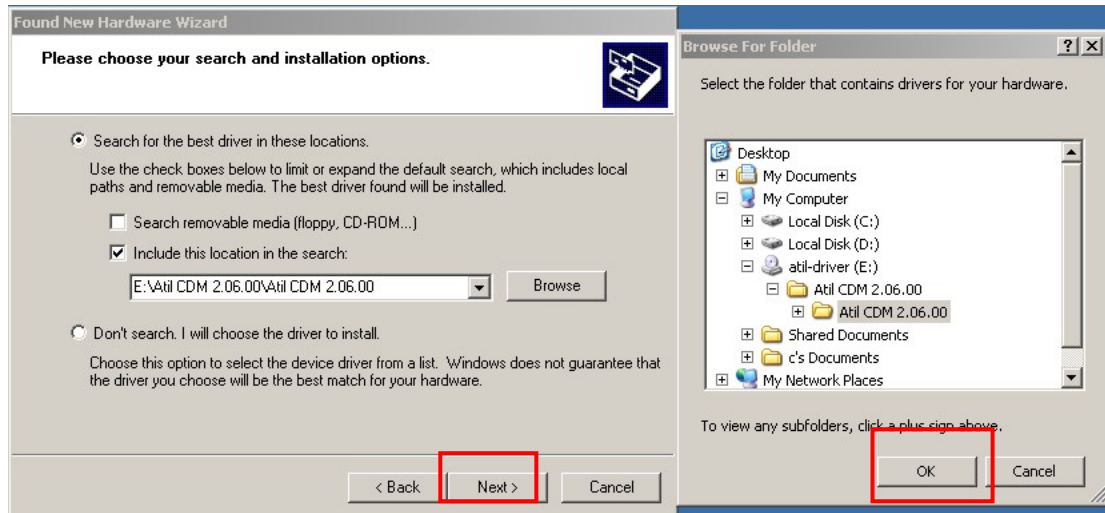 Found New Hardware Wizard
Please choose your search and installation options.
Search for the best driver in these locations.
Use the check boxes below to limit or expand the default search, which includes local
paths and removable media. The best driver found will be installed.
Search removable media (floppy, CD-ROM...)
Include this location in the search:
E:\Atil CDM 2.06.00\Atil CDM 2.06.00
Browse
Don't search. I will choose the driver to install.
Choose this option to select the device driver from a list. Windows does not guarantee that
the driver you choose will be the best match for your hardware.
< Back
Next >
Cancel
Browse For Folder
Select the folder that contains drivers for your hardware.
Desktop
My Documents
My Computer
Local Disk (C:)
Local Disk (D:)
atil-driver (E:)
Atil CDM 2.06.00
Atil CDM 2.06.00
Shared Documents
c's Documents
My Network Places
To view any subfolders, click a plus sign above.
OK
Cancel